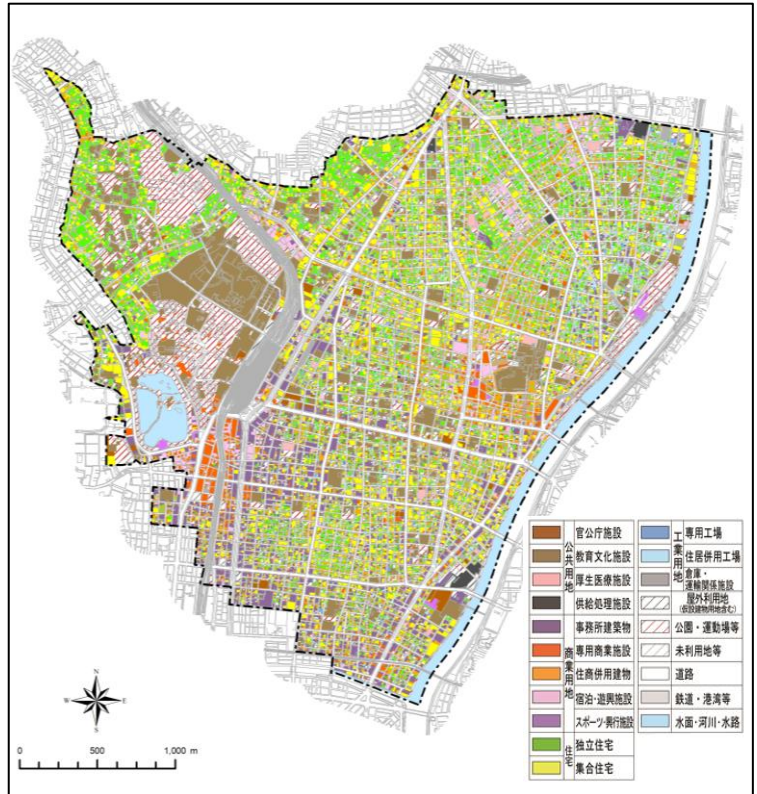 N
W E
S
0 500 1,000 m
公共用地
官公庁施設
教育文化施設
厚生医療施設
供給処理施設
商業用地
事務所建築物
専用商業施設
住商併用建物
宿泊・遊興施設
スポーツ・興行施設
住宅
独立住宅
集合住宅
工業用地
専用工場
住居併用工場
倉庫・
運輸関係施設
屋外利用地
(仮設建物用地含む)
公園・運動場等
未利用地等
道路
鉄道・港湾等
水面・河川・水路